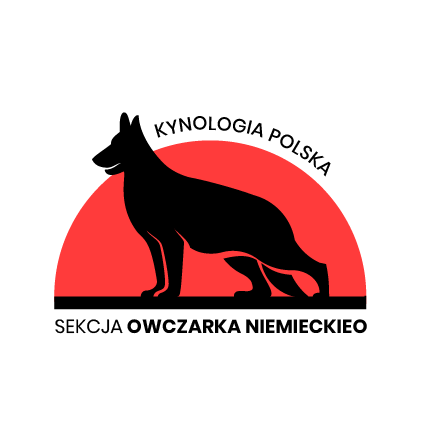 KYNOLOGIA POLSKA
SEKCJA OWCZARKA NIEMIECKIEO